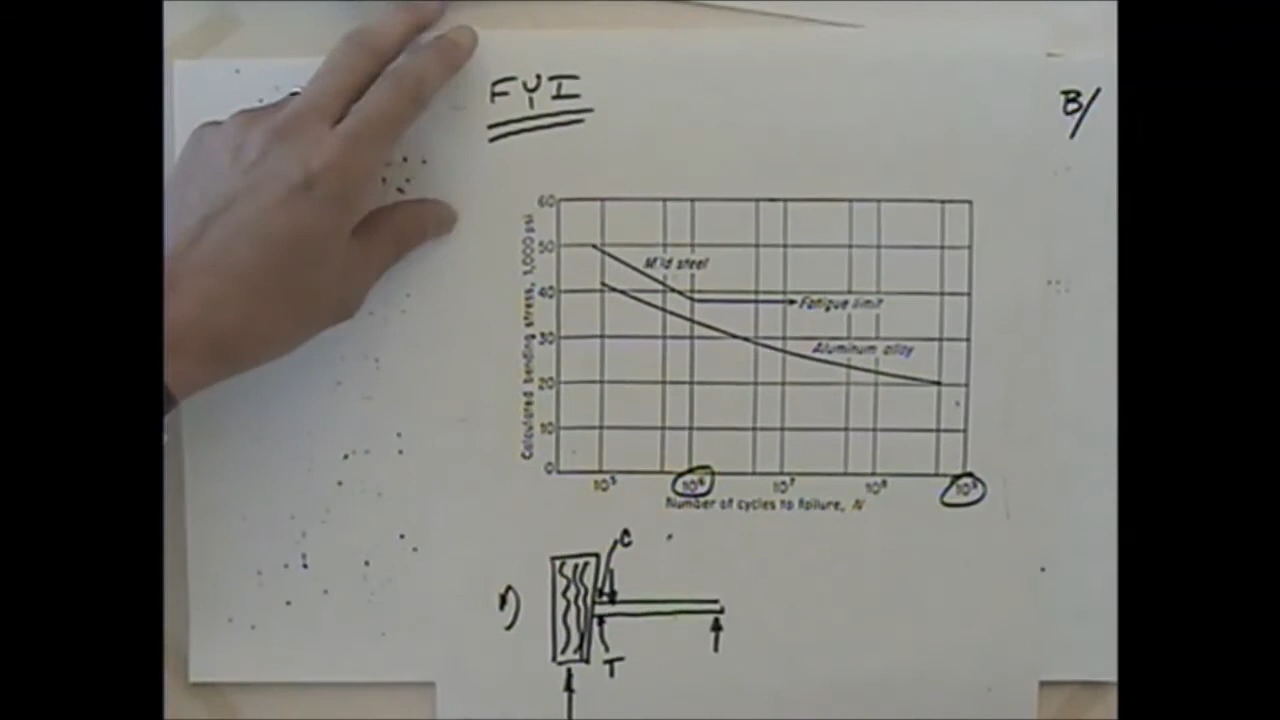 FYI
B/
60
50
40
30
20
10
0
Calculated bending stress, 1,000 psi
Mild steel
Fatigue limit
Aluminum alloy
10⁵ 10⁶ 10⁷ 10⁸ 10⁹
Number of cycles to failure, N
C
1)
T